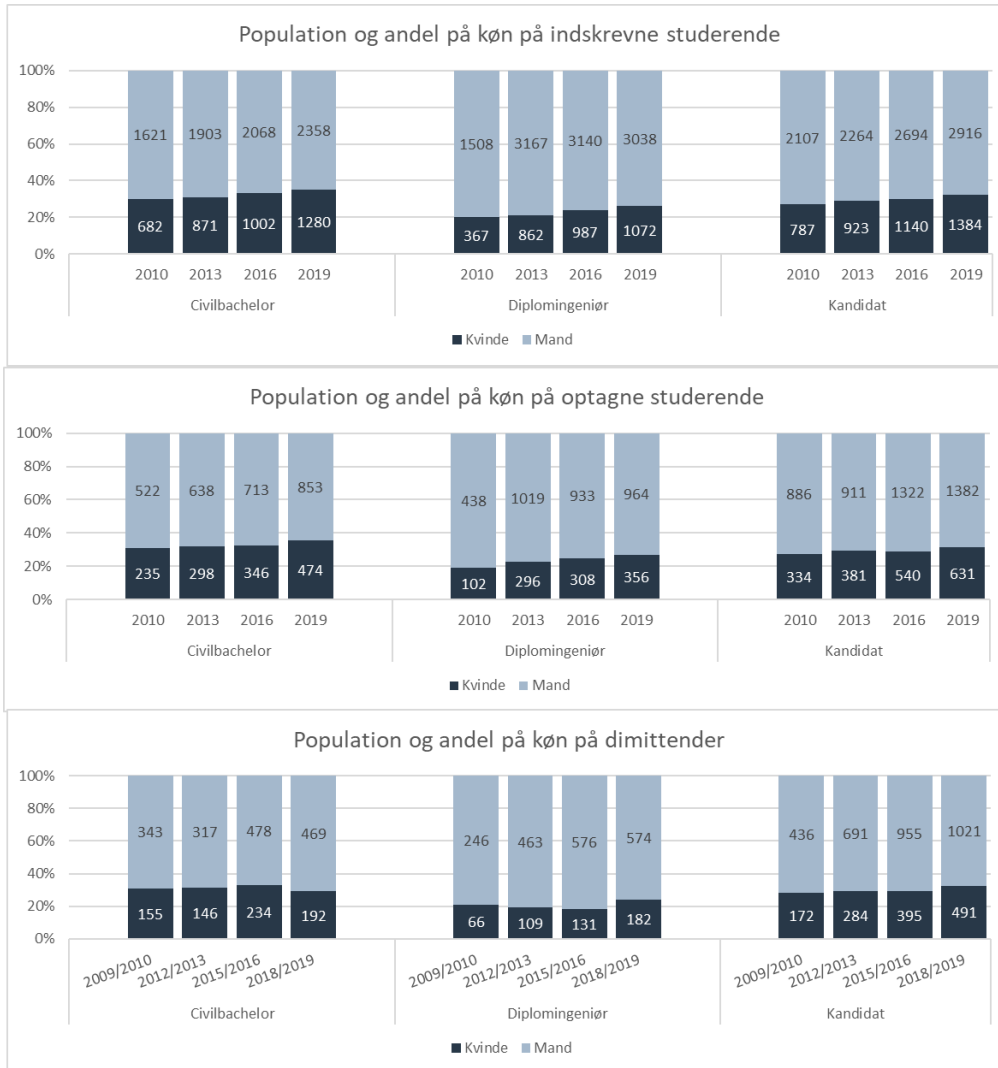 Population og andel på køn på indskrevne studerende
100%
80%
60%
40%
20%
0%
1621 1903 2068 2358 1508 3167 3140 3038 2107 2264 2694 2916
682 871 1002 1280 367 862 987 1072 787 923 1140 1384
2010 2013 2016 2019 2010 2013 2016 2019 2010 2013 2016 2019
Civilbachelor Diplomingeniør Kandidat
Kvinde Mand
Population og andel på køn på optagne studerende
100%
80%
60%
40%
20%
0%
522 638 713 853 438 1019 933 964 886 911 1322 1382
235 298 346 474 102 296 308 356 334 381 540 631
2010 2013 2016 2019 2010 2013 2016 2019 2010 2013 2016 2019
Civilbachelor Diplomingeniør Kandidat
Kvinde Mand
Population og andel på køn på dimittender
100%
80%
60%
40%
20%
0%
343 317 478 469 246 463 576 574 436 691 955 1021
155 146 234 192 66 109 131 182 172 284 395 491
2009/2010 2012/2013 2015/2016 2018/2019 2009/2010 2012/2013 2015/2016 2018/2019 2009/2010 2012/2013 2015/2016 2018/2019
Civilbachelor Diplomingeniør Kandidat
Kvinde Mand